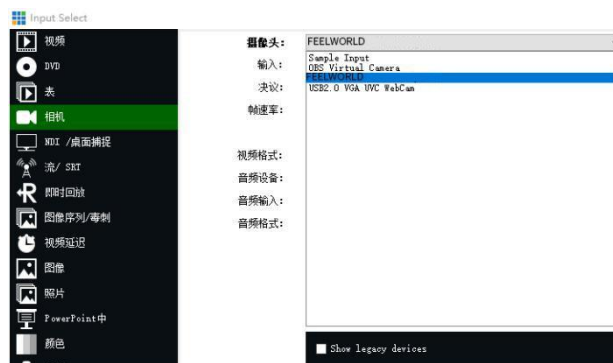 Input Select
视频
DVD
表
相机
NDI /桌面捕捉
流/ SRT
即时回放
图像序列/毒刺
视频延迟
图像
照片
PowerPoint中
颜色
摄像头:
输入:
决议:
帧速率:
视频格式:
音频设备:
音频输入:
音频格式:
FEELWORLD
Sample Input
OBS Virtual Camera
FEELWORLD
USB2.0 VGA UVC WebCam
Show legacy devices